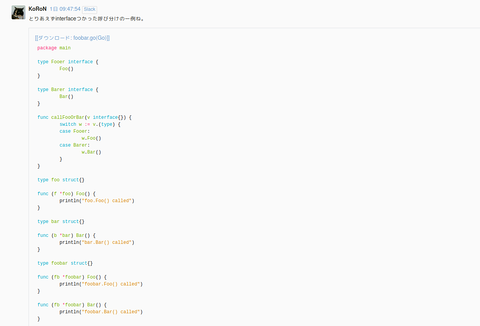 KoRoN 1日 09:47:54 Slack
とりあえずinterfaceつかった呼び分けの一例ね。
[[ダウンロード: foobar.go(Go)]]
package main
type Fooer interface {
Foo()
}
type Barer interface {
Bar()
}
func callFooOrBar(v interface{}) {
switch w := v.(type) {
case Fooer:
w.Foo()
case Barer:
w.Bar()
}
}
type foo struct{}
func (f *foo) Foo() {
println("foo.Foo() called")
}
type bar struct{}
func (b *bar) Bar() {
println("bar.Bar() called")
}
type foobar struct{}
func (fb *foobar) Foo() {
println("foobar.Foo() called")
}
func (fb *foobar) Bar() {
println("foobar.Bar() called")
}